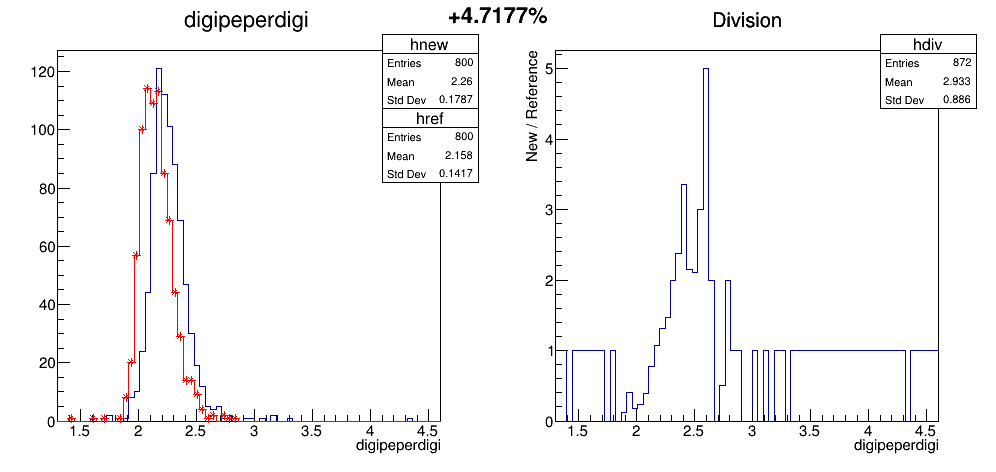 +4.7177%
digipeperdigi
hnew
Entries 800
Mean 2.26
Std Dev 0.1787
href
Entries 800
Mean 2.158
Std Dev 0.1417
120
100
80
60
40
20
0
1.5 2 2.5 3 3.5 4 4.5
digipeperdigi
Division
hdiv
Entries 872
Mean 2.933
Std Dev 0.886
New / Reference
5
4
3
2
1
0
1.5 2 2.5 3 3.5 4 4.5
digipeperdigi